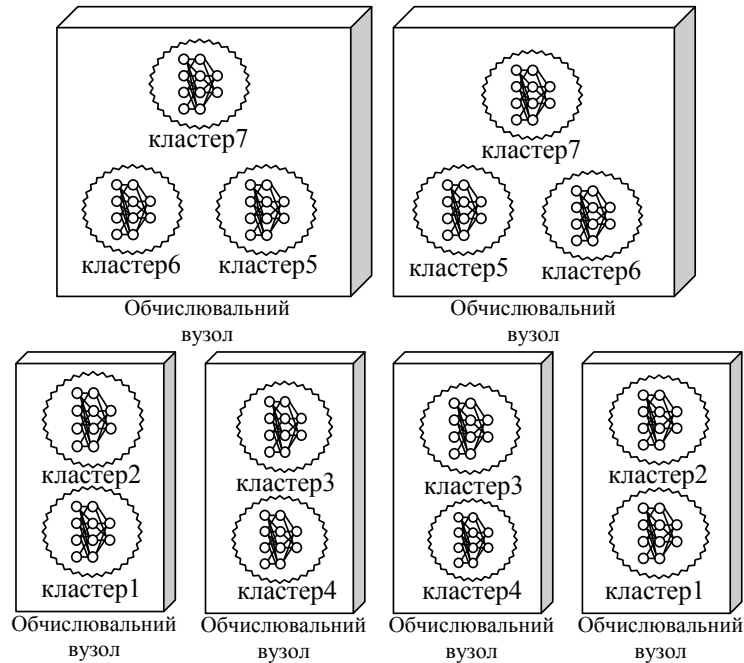 кластер7
кластер6
кластер5
Обчислювальний
вузол
кластер7
кластер5
кластер6
Обчислювальний
вузол
кластер2
кластер1
Обчислювальний
вузол
кластер3
кластер4
Обчислювальний
вузол
кластер3
кластер4
Обчислювальний
вузол
кластер2
кластер1
Обчислювальний
вузол